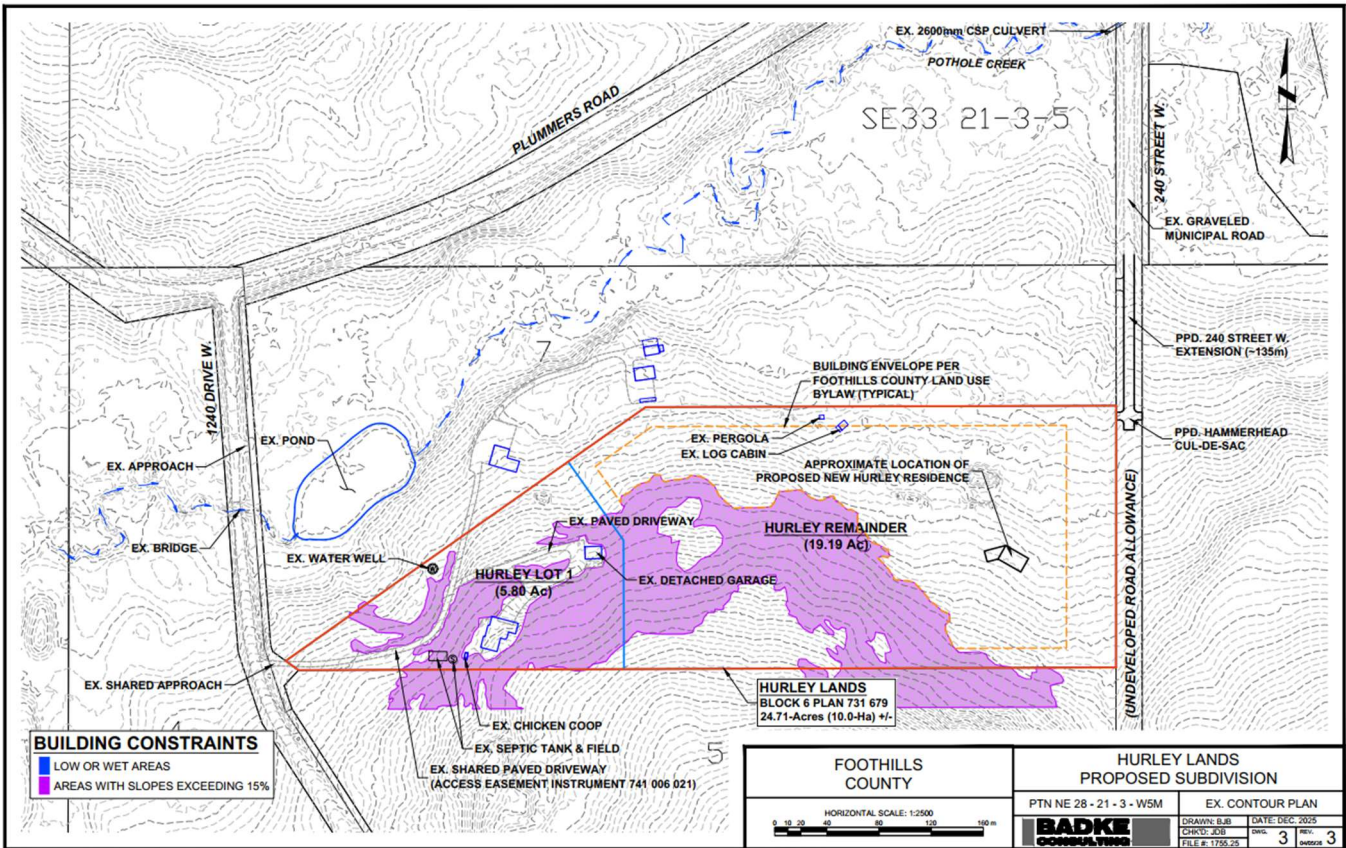 EX. 2600mm CSP CULVERT
POTHOLE CREEK
SE33 21-3-5
PLUMMERS ROAD
240 STREET W.
EX. GRAVELED
MUNICIPAL ROAD
1240 DRIVE W.
7
PPD. 240 STREET W.
EXTENSION (~135m)
BUILDING ENVELOPE PER
FOOTHILLS COUNTY LAND USE
BYLAW (TYPICAL)
PPD. HAMMERHEAD
CUL-DE-SAC
EX. POND
EX. PERGOLA
EX. LOG CABIN
EX. APPROACH
APPROXIMATE LOCATION OF
PROPOSED NEW HURLEY RESIDENCE
(UNDEVELOPED ROAD ALLOWANCE)
EX. PAVED DRIVEWAY
HURLEY REMAINDER
(19.19 Ac)
EX. BRIDGE
EX. WATER WELL
HURLEY LOT 1
(5.80 Ac)
EX. DETACHED GARAGE
EX. SHARED APPROACH
HURLEY LANDS
BLOCK 6 PLAN 731 679
24.71-Acres (10.0-Ha) +/-
EX. CHICKEN COOP
EX. SEPTIC TANK & FIELD
EX. SHARED PAVED DRIVEWAY
(ACCESS EASEMENT INSTRUMENT 741 006 021)
5
BUILDING CONSTRAINTS
LOW OR WET AREAS
AREAS WITH SLOPES EXCEEDING 15%
FOOTHILLS
COUNTY
HORIZONTAL SCALE: 1:2500
0 10 20 40 80 120 160 m
HURLEY LANDS
PROPOSED SUBDIVISION
PTN NE 28 - 21 - 3 - W5M
EX. CONTOUR PLAN
BADKE
CONSULTING
DRAWN: BJB
DATE: DEC. 2025
CHK'D: JDB
FILE #: 1755.25
DWG. 3
REV. 3